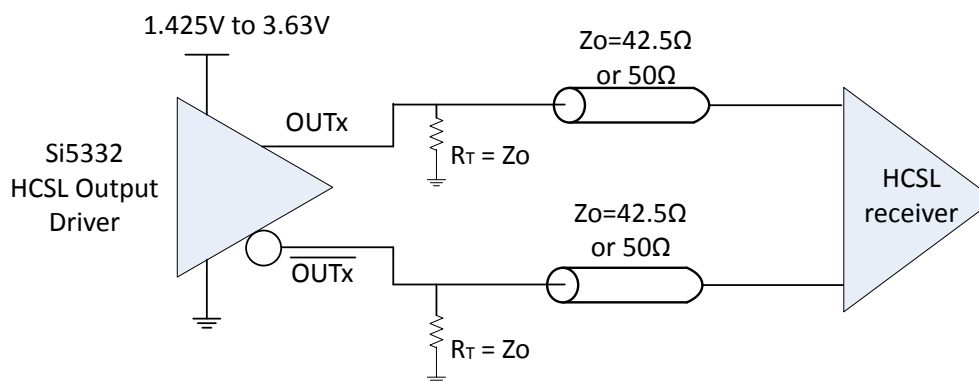 1.425V to 3.63V
Zo=42.5Ω
or 50Ω
OUTx
RT = Zo
Si5332
HCSL Output
Driver
HCSL
receiver
Zo=42.5Ω
or 50Ω
OUTx
RT = Zo